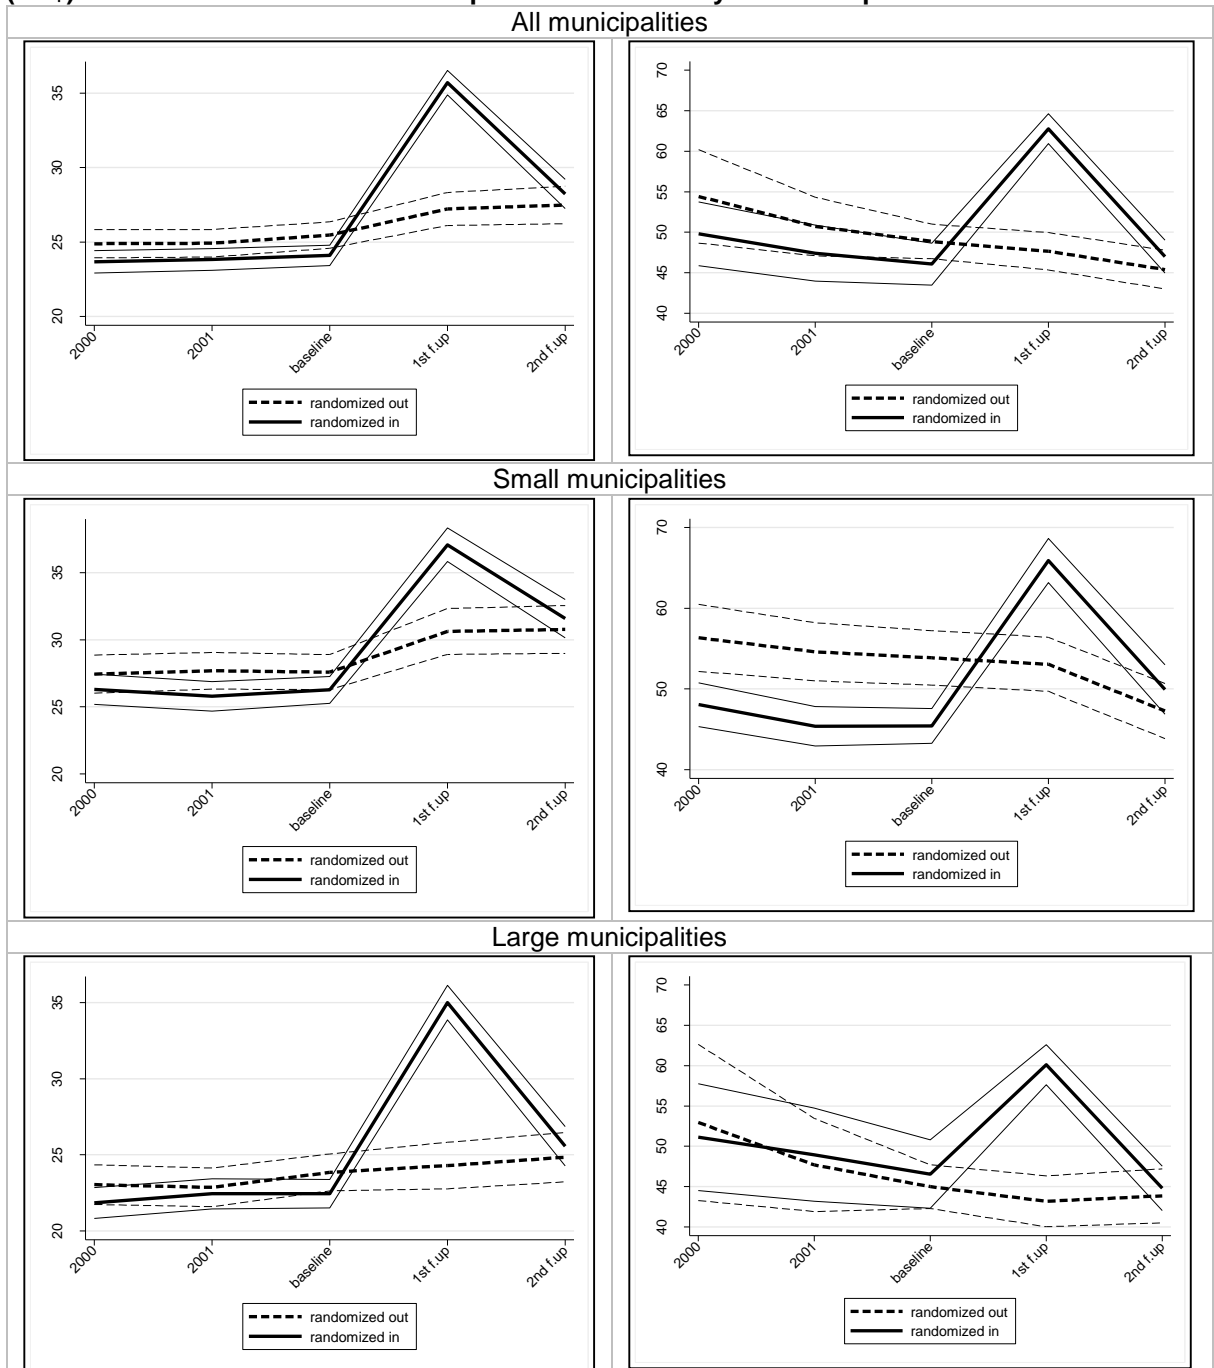 All municipalities
35
30
25
20
2000
2001
baseline
1st f.up
2nd f.up
randomized out
randomized in
70
65
60
55
50
45
40
2000
2001
baseline
1st f.up
2nd f.up
randomized out
randomized in
Small municipalities
35
30
25
20
2000
2001
baseline
1st f.up
2nd f.up
randomized out
randomized in
70
60
50
40
2000
2001
baseline
1st f.up
2nd f.up
randomized out
randomized in
Large municipalities
35
30
25
20
2000
2001
baseline
1st f.up
2nd f.up
randomized out
randomized in
70
65
60
55
50
45
40
2000
2001
baseline
1st f.up
2nd f.up
randomized out
randomized in